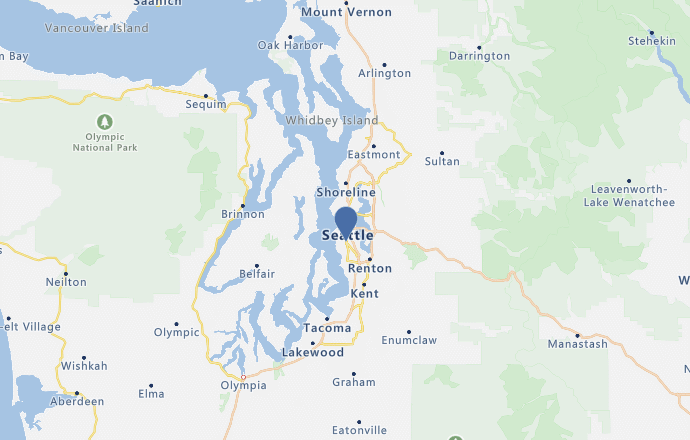 Saanich
Mount Vernon
Vancouver Island
Oak Harbor
Stehekin
Darrington
n Bay
Arlington
Sequim
Whidbey Island
Olympic
National Park
Eastmont
Sultan
Shoreline
Leavenworth-
Lake Wenatchee
Brinnon
Seattle
Renton
Belfair
Neilton
W
Kent
-elt Village
Olympic
Tacoma
Enumclaw
Manastash
Lakewood
Wishkah
Graham
Olympia
Elma
Aberdeen
Eatonville